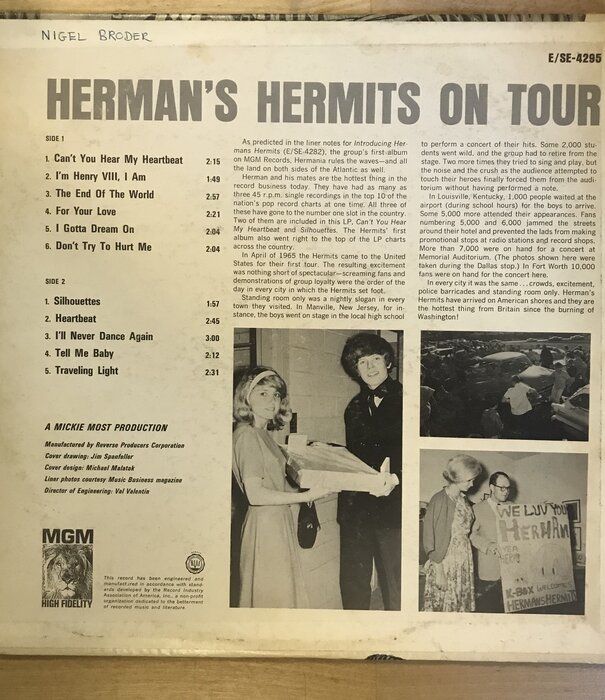 NIGEL BRODER
E/SE-4295
HERMAN'S HERMITS ON TOUR
SIDE 1
1. Can't You Hear My Heartbeat 2:15
2. I'm Henry VIII, I Am 1:49
3. The End Of The World 2:57
4. For Your Love 2:21
5. I Gotta Dream On 2:04
6. Don't Try To Hurt Me 2:04
SIDE 2
1. Silhouettes 1:57
2. Heartbeat 2:45
3. I'll Never Dance Again 3:00
4. Tell Me Baby 2:12
5. Traveling Light 2:31
A MICKIE MOST PRODUCTION
Manufactured by Reverse Producers Corporation
Cover drawing: Jim Spanfeller
Cover design: Michael Malatak
Liner photos courtesy Music Business magazine
Director of Engineering: Val Valentin
MGM
HIGH FIDELITY
This record has been engineered and
manufactured in accordance with stand-
ards developed by the Record Industry
Association of America, Inc., a non-profit
organization dedicated to the betterment
of recorded music and literature.
As predicted in the liner notes for Introducing Her-
mans Hermits (E/SE-4282), the group's first-album
on MGM Records, Hermania rules the waves—and all
the land on both sides of the Atlantic as well.
Herman and his mates are the hottest thing in the
record business today. They have had as many as
three 45 r.p.m. single recordings in the top 10 of the
nation's pop record charts at one time. All three of
these have gone to the number one slot in the country.
Two of them are included in this LP, Can't You Hear
My Heartbeat and Silhouettes. The Hermits' first
album also went right to the top of the LP charts
across the country.
In April of 1965 the Hermits came to the United
States for their first tour. The resulting excitement
was nothing short of spectacular—screaming fans and
demonstrations of group loyalty were the order of the
day in every city in which the Hermits set foot.
Standing room only was a nightly slogan in every
town they visited. In Manville, New Jersey, for in-
stance, the boys went on stage in the local high school
to perform a concert of their hits. Some 2,000 stu-
dents went wild, and the group had to retire from the
stage. Two more times they tried to sing and play, but
the noise and the crush as the audience attempted to
touch their heroes finally forced them from the audi-
torium without having performed a note.
In Louisville, Kentucky, 1,000 people waited at the
airport (during school hours) for the boys to arrive.
Some 5,000 more attended their appearances. Fans
numbering 5,000 and 6,000 jammed the streets
around their hotel and prevented the lads from making
promotional stops at radio stations and record shops.
More than 7,000 were on hand for a concert at
Memorial Auditorium. (The photos shown here were
taken during the Dallas stop.) In Fort Worth 10,000
fans were on hand for the concert here.
In every city it was the same...crowds, excitement,
police barricades and standing room only. Herman's
Hermits have arrived on American shores and they are
the hottest thing from Britain since the burning of
Washington!
WE LUV YOU
HERMAN
K-BOX WELCOMES
HERMANS HERMITS